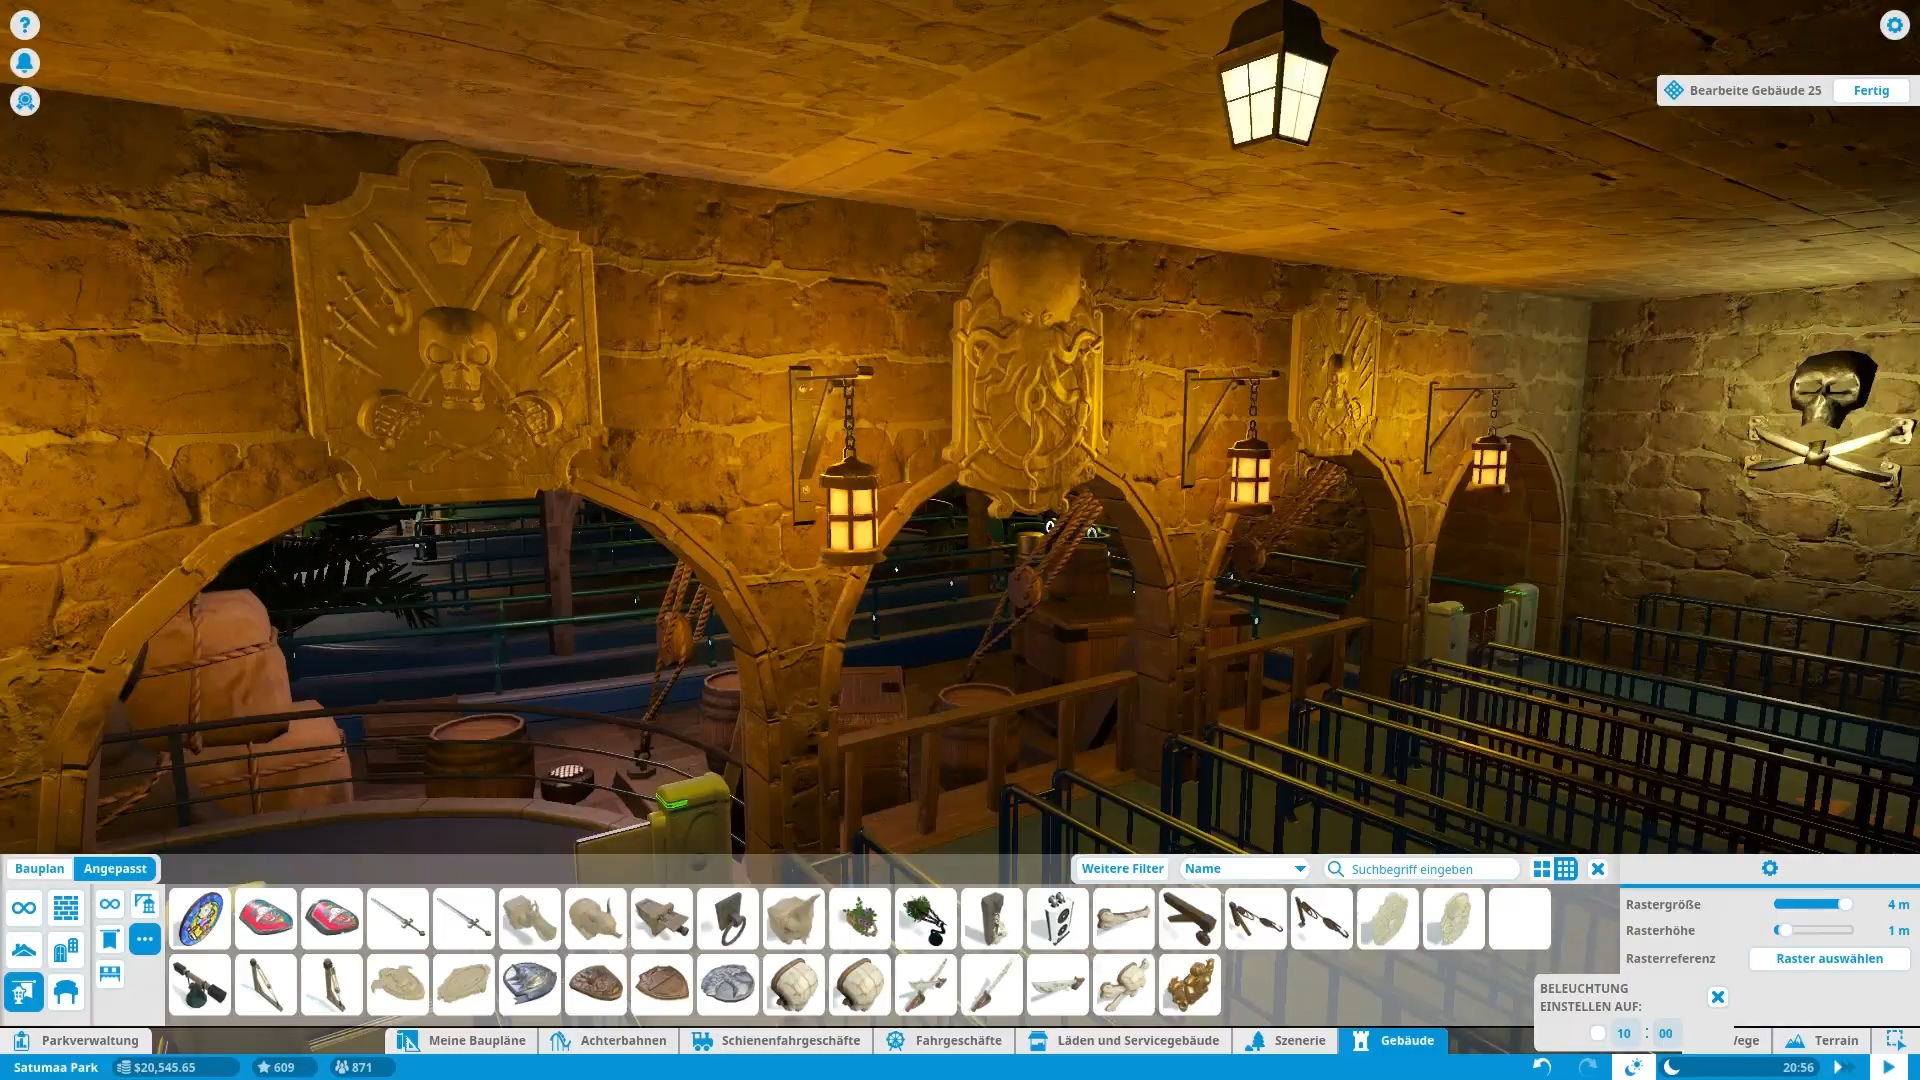 Bearbeite Gebäude 25
Fertig
Bauplan
Angepasst
Weitere Filter
Name
Suchbegriff eingeben
Rastergröße
4 m
Rasterhöhe
1 m
Rasterreferenz
Raster auswählen
BELEUCHTUNG
EINSTELLEN AUF:
10 : 00
Parkverwaltung
Meine Baupläne
Achterbahnen
Schienenfahrgeschäfte
Fahrgeschäfte
Läden und Servicegebäude
Szenerie
Gebäude
Terrain
Satumaa Park
$20,545.65
609
871
20:56